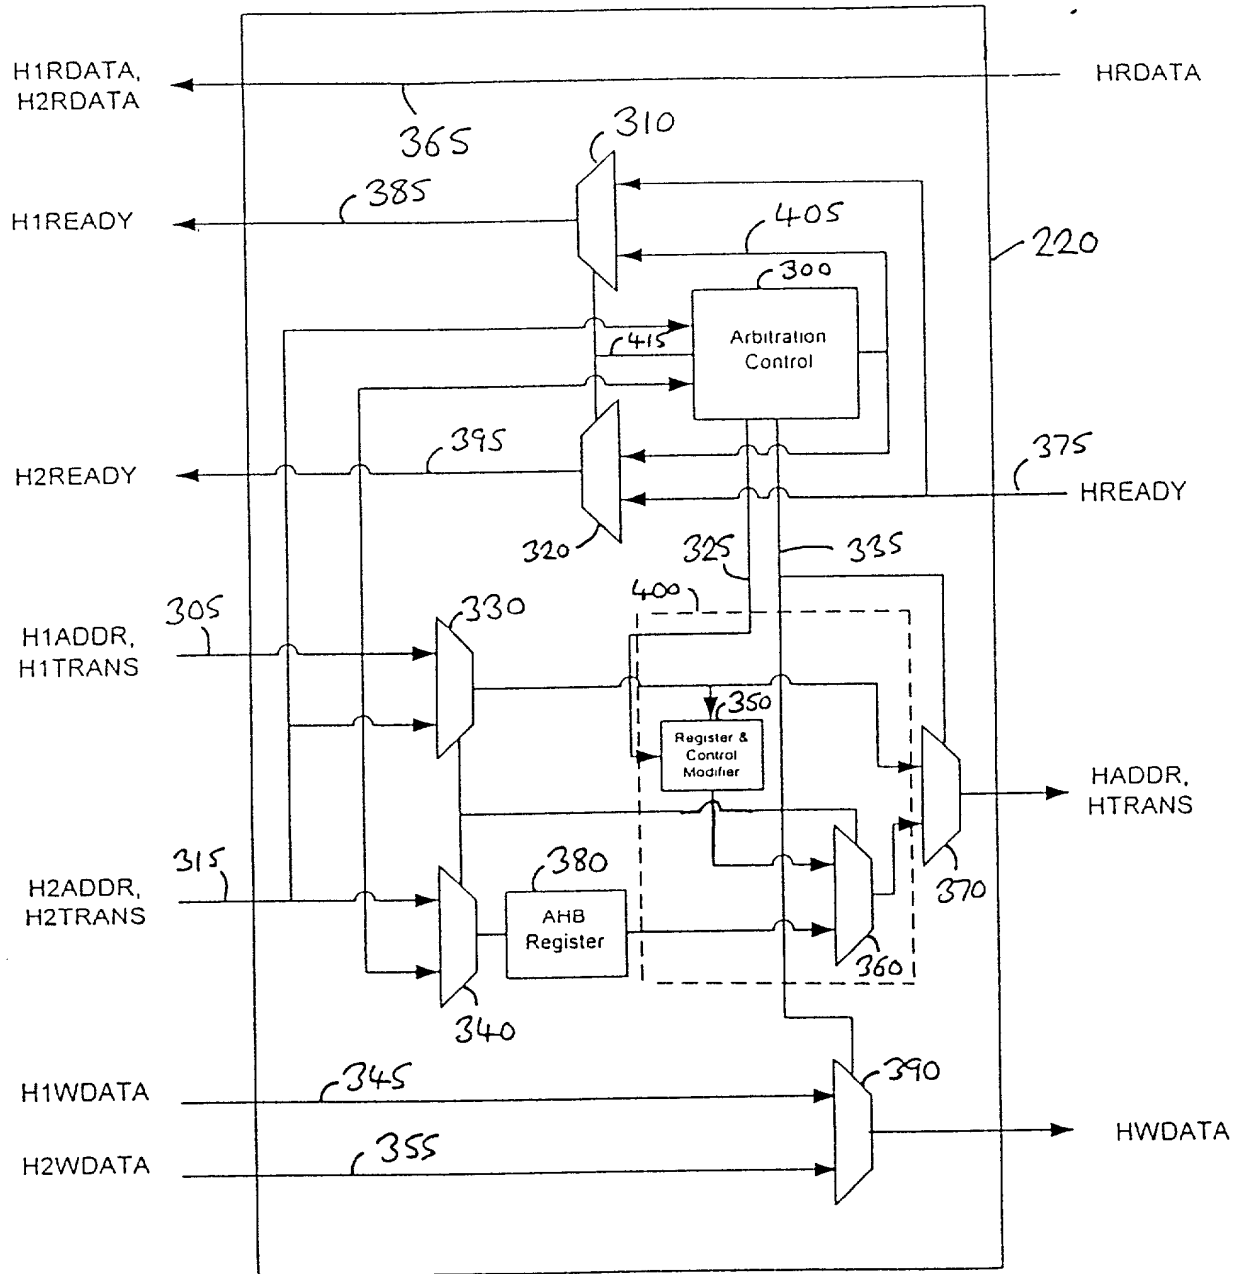 H1RDATA,
H2RDATA
HRDATA
365
310
385
H1READY
405
220
300
Arbitration
Control
415
395
375
H2READY
HREADY
320
325
335
400
305
330
H1ADDR,
H1TRANS
350
Register &
Control
Modifier
HADDR,
HTRANS
315
380
370
H2ADDR,
H2TRANS
AHB
Register
360
340
390
345
H1WDATA
HWDATA
355
H2WDATA